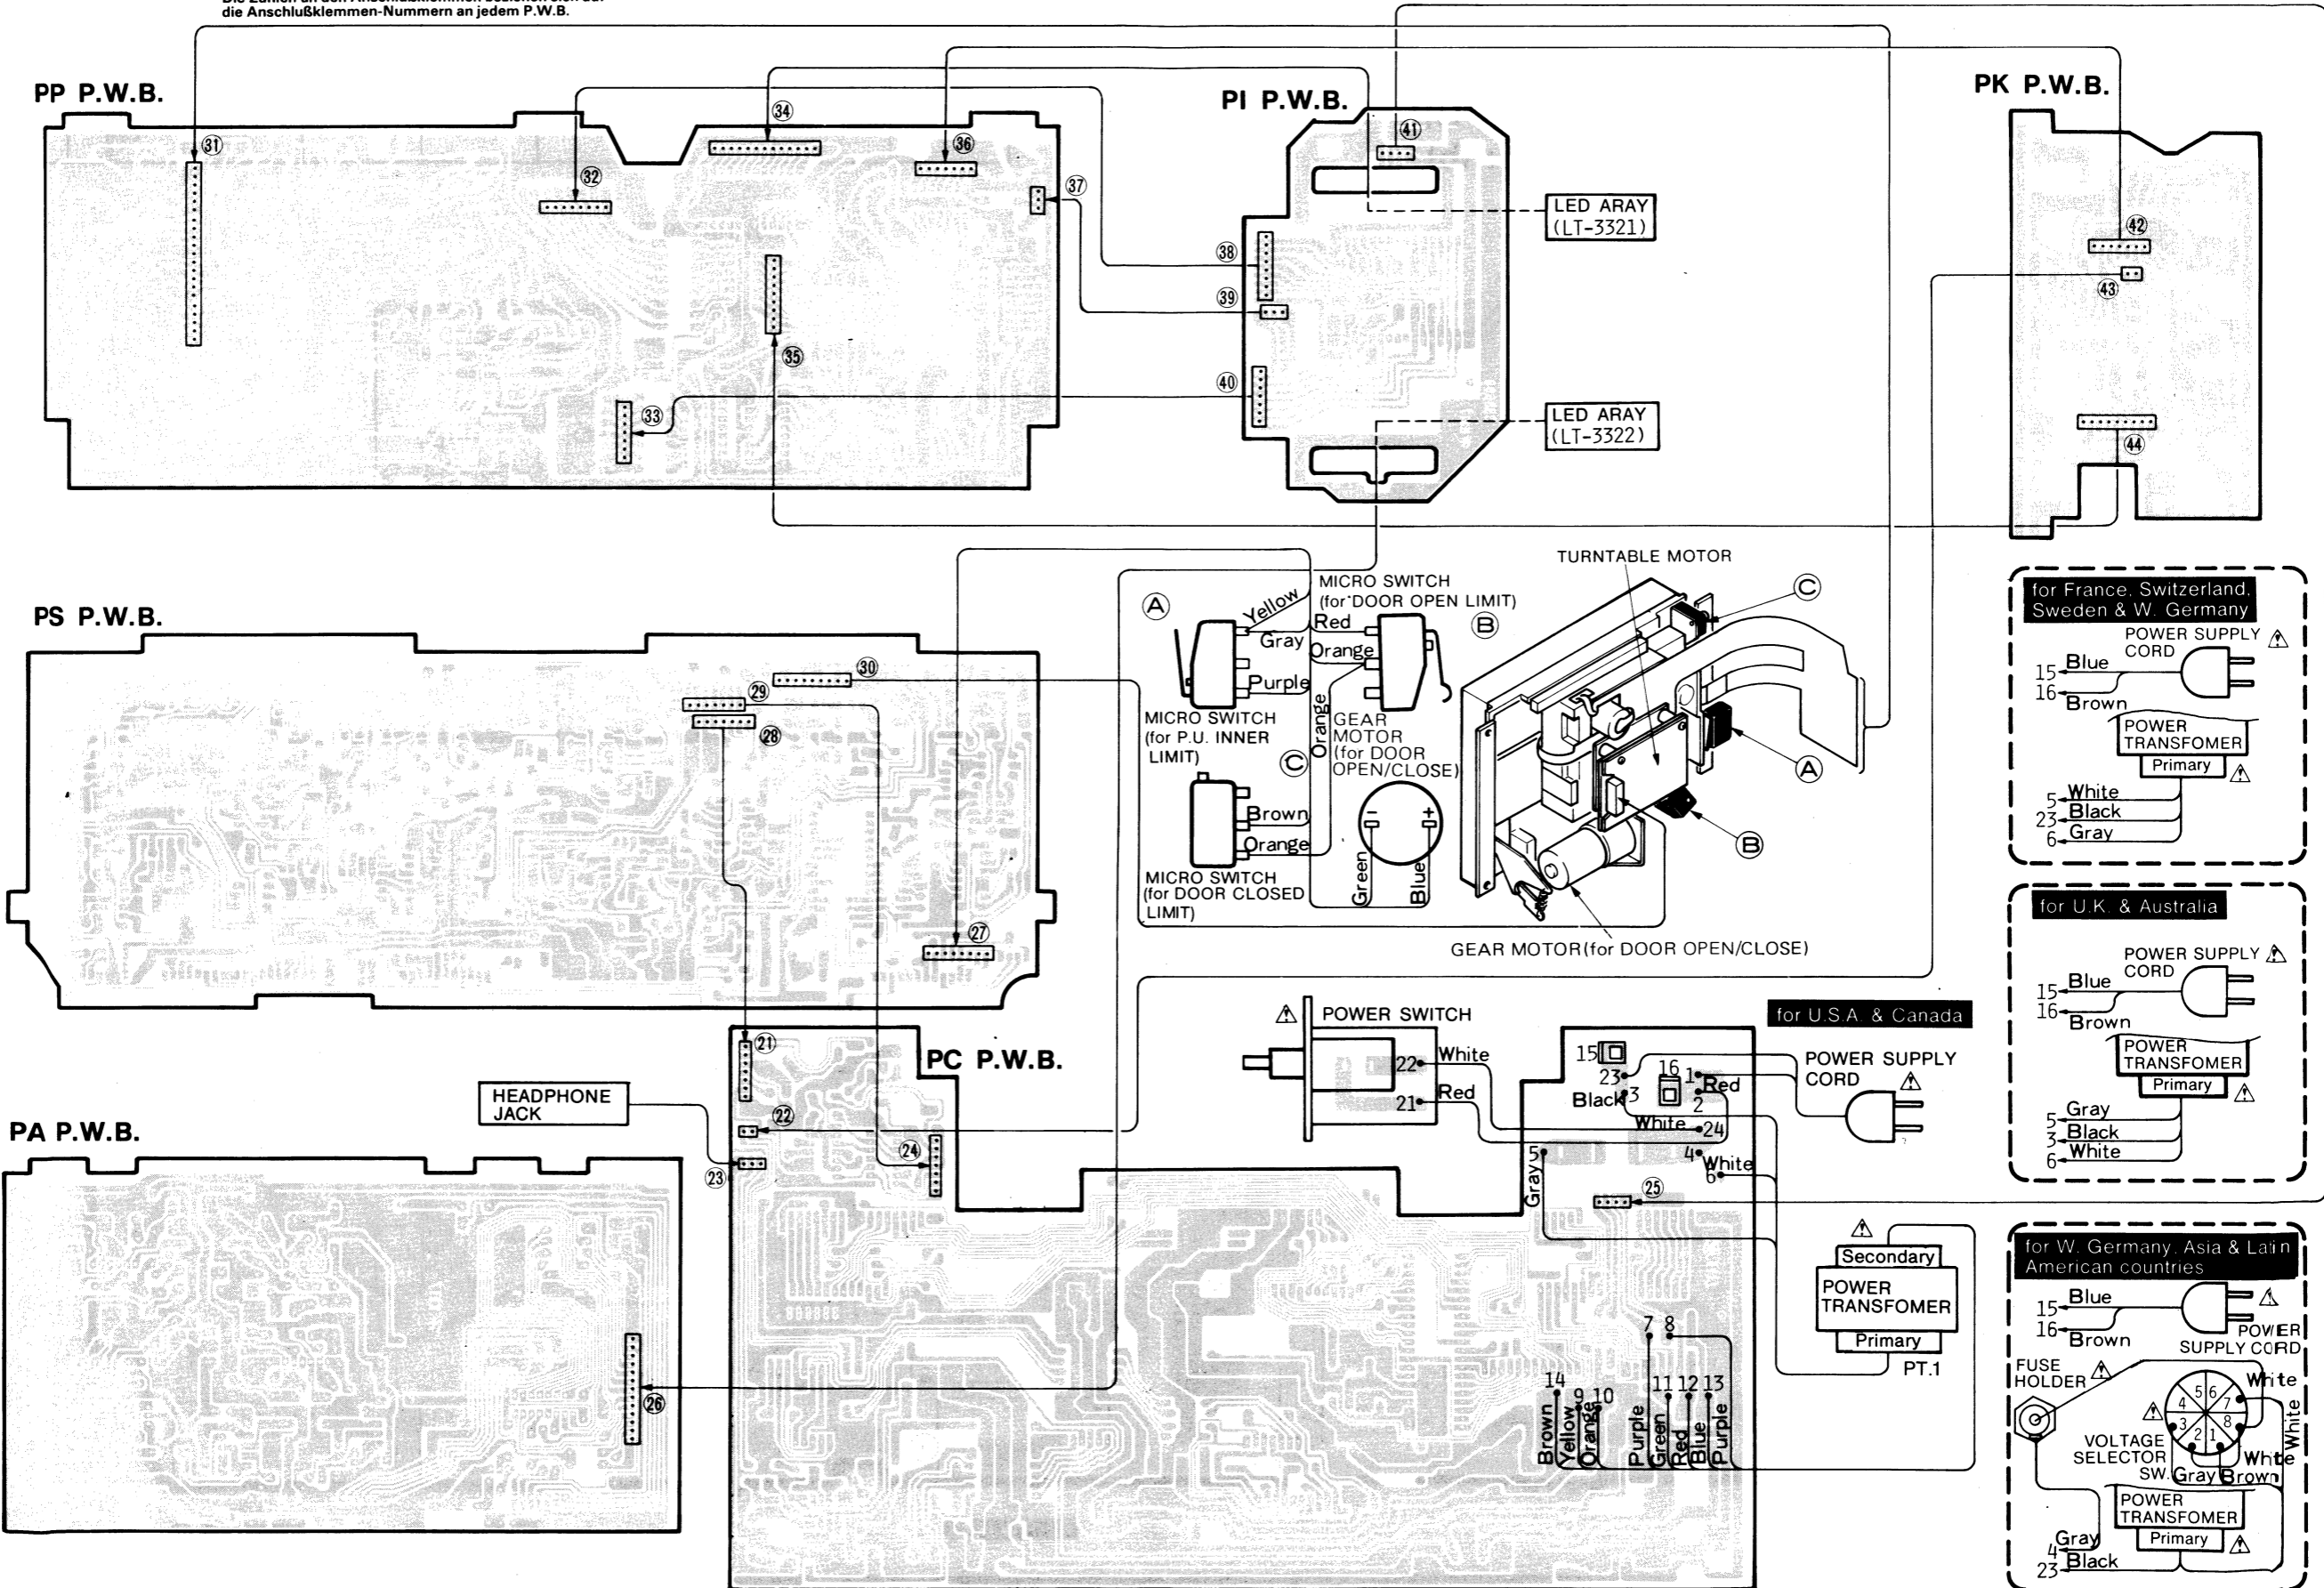 die Anschlußklemmen-Nummern an jedem P.W.B.
PP P.W.B.
PI P.W.B.
PK P.W.B.
31
32
34
36
37
33
35
41
38
39
40
LED ARAY
(LT-3321)
LED ARAY
(LT-3322)
42
43
44
PS P.W.B.
30
29
28
27
A
Yellow
Gray
Purple
MICRO SWITCH
(for P.U. INNER
LIMIT)
MICRO SWITCH
(for DOOR OPEN LIMIT)
B
Red
Orange
Orange
C
Brown
Orange
MICRO SWITCH
(for DOOR CLOSED
LIMIT)
GEAR
MOTOR
(for DOOR
OPEN/CLOSE)
−
+
Green
Blue
TURNTABLE MOTOR
C
A
B
GEAR MOTOR(for DOOR OPEN/CLOSE)
for France, Switzerland,
Sweden & W. Germany
POWER SUPPLY
CORD
15 Blue
16 Brown
POWER
TRANSFOMER
Primary
5 White
23 Black
6 Gray
for U.K. & Australia
POWER SUPPLY
CORD
15 Blue
16 Brown
POWER
TRANSFOMER
Primary
5 Gray
3 Black
6 White
for W. Germany, Asia & Latin
American countries
15 Blue
16 Brown
POWER
SUPPLY CORD
FUSE
HOLDER
5 6
4 7
3 8
2 1
White
White
White
VOLTAGE
SELECTOR
SW.
Gray
Brown
POWER
TRANSFOMER
Primary
4 Gray
23 Black
PA P.W.B.
26
HEADPHONE
JACK
PC P.W.B.
21
22
23
24
POWER SWITCH
22 White
21 Red
for U.S.A. & Canada
POWER SUPPLY
CORD
15
23
16
1
Red
Black 3
2
White 24
5
4
White
6
Gray
25
Secondary
POWER
TRANSFOMER
Primary
PT.1
7 8
14
9 10
11 12 13
Brown
Yellow
Orange
Purple
Green
Red
Blue
Purple